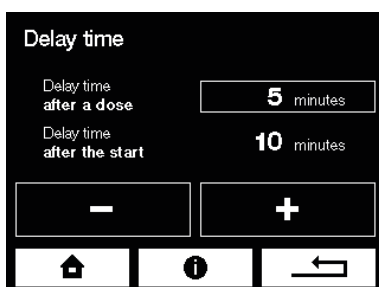 Delay time
Delay time
after a dose
5 minutes
Delay time
after the start
10 minutes
− +